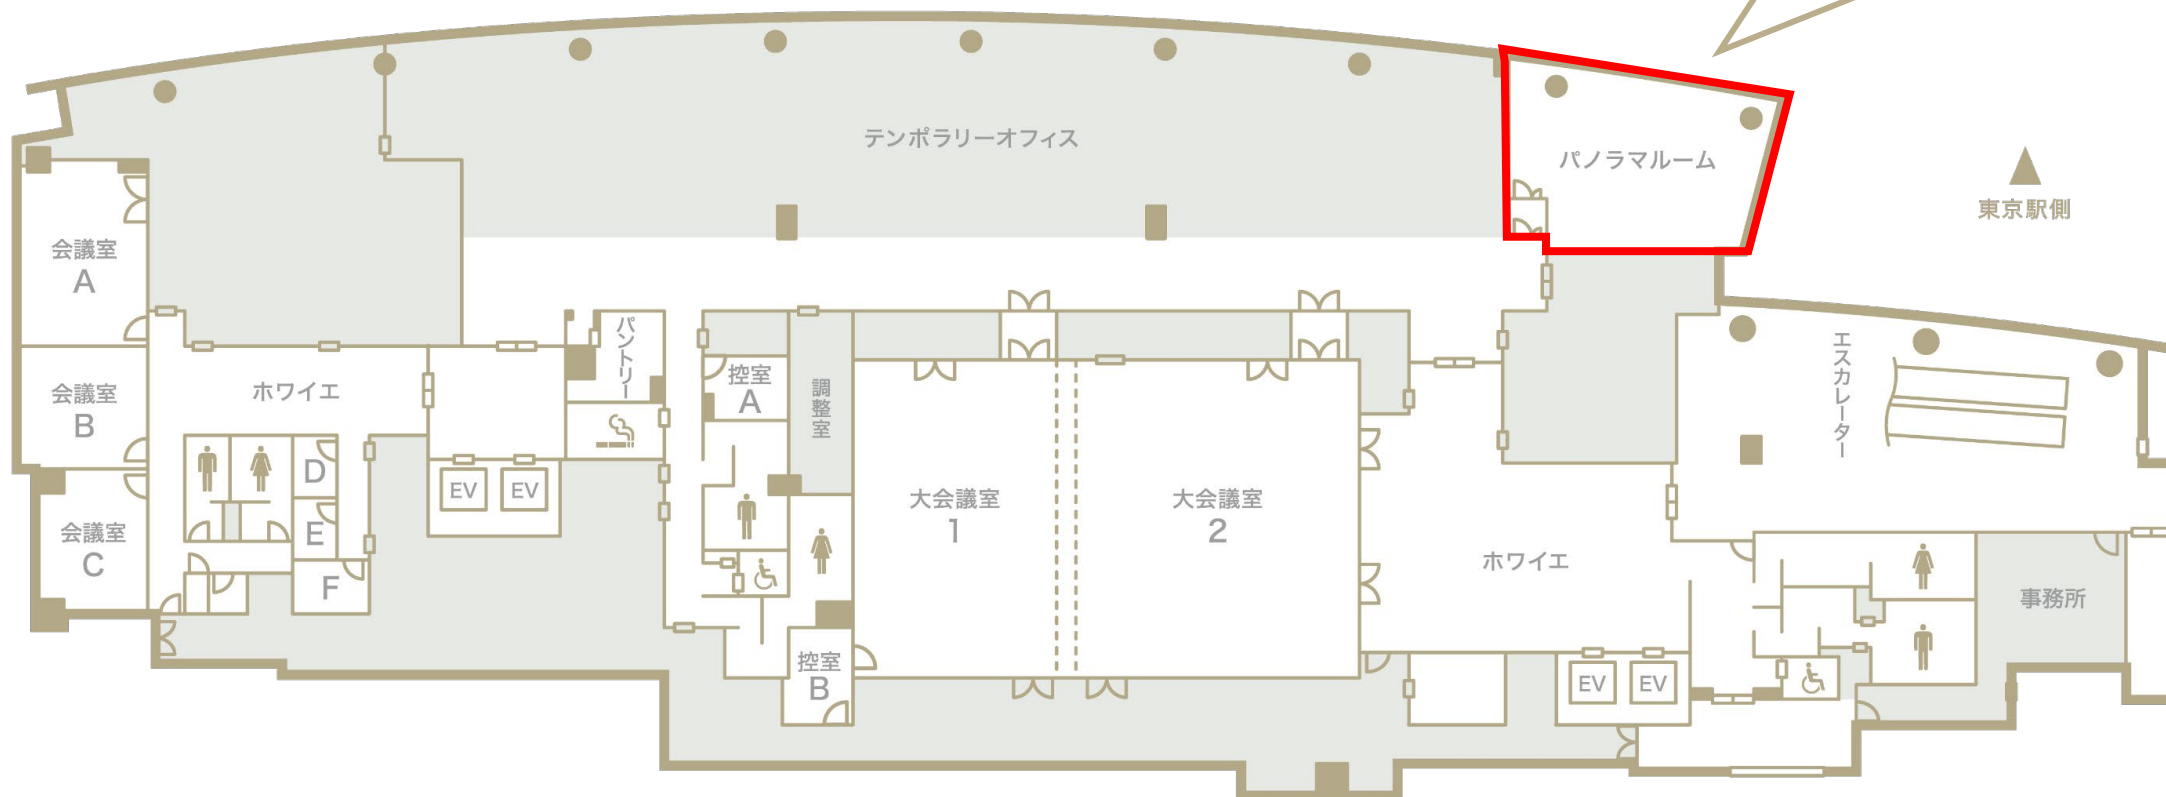 テンポラリーオフィス
パノラマルーム
東京駅側
会議室
A
会議室
B
会議室
C
ホワイエ
D
E
F
EV
EV
パントリー
控室
A
調整室
控室
B
大会議室
1
大会議室
2
ホワイエ
EV
EV
エスカレーター
事務所